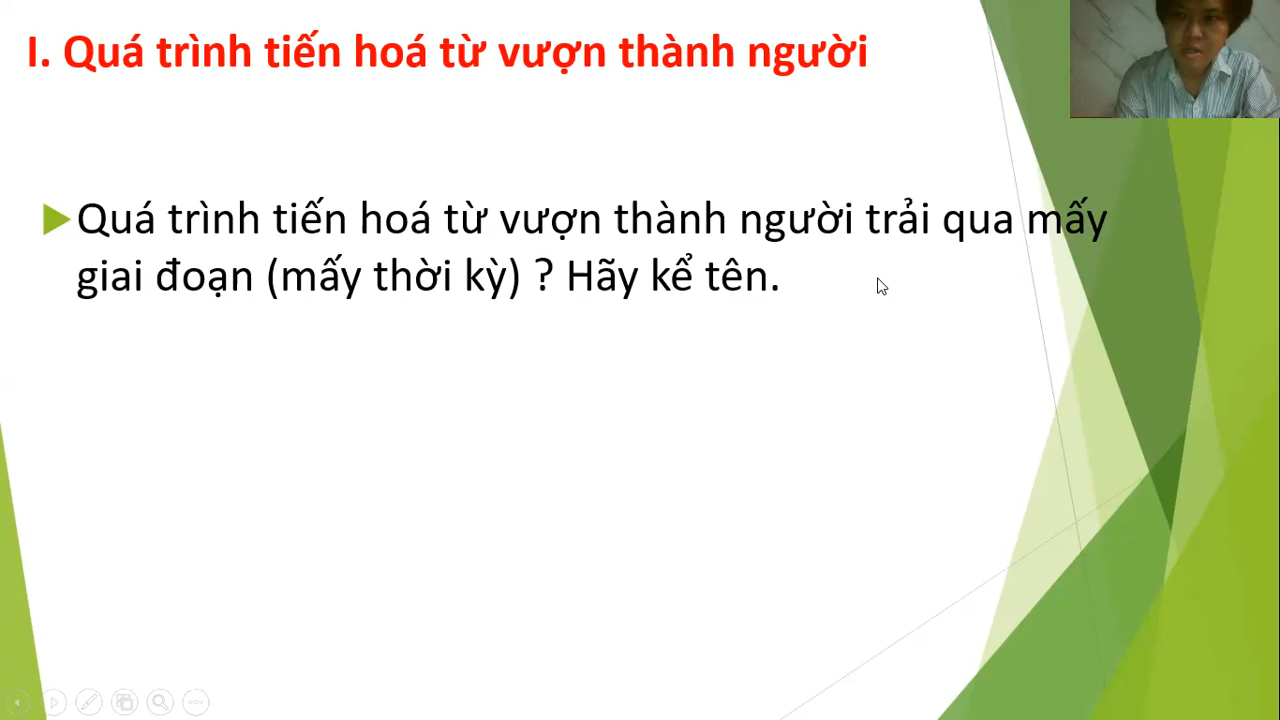 I. Quá trình tiến hoá từ vượn thành người
Quá trình tiến hoá từ vượn thành người trải qua mấy
giai đoạn (mấy thời kỳ) ? Hãy kể tên.